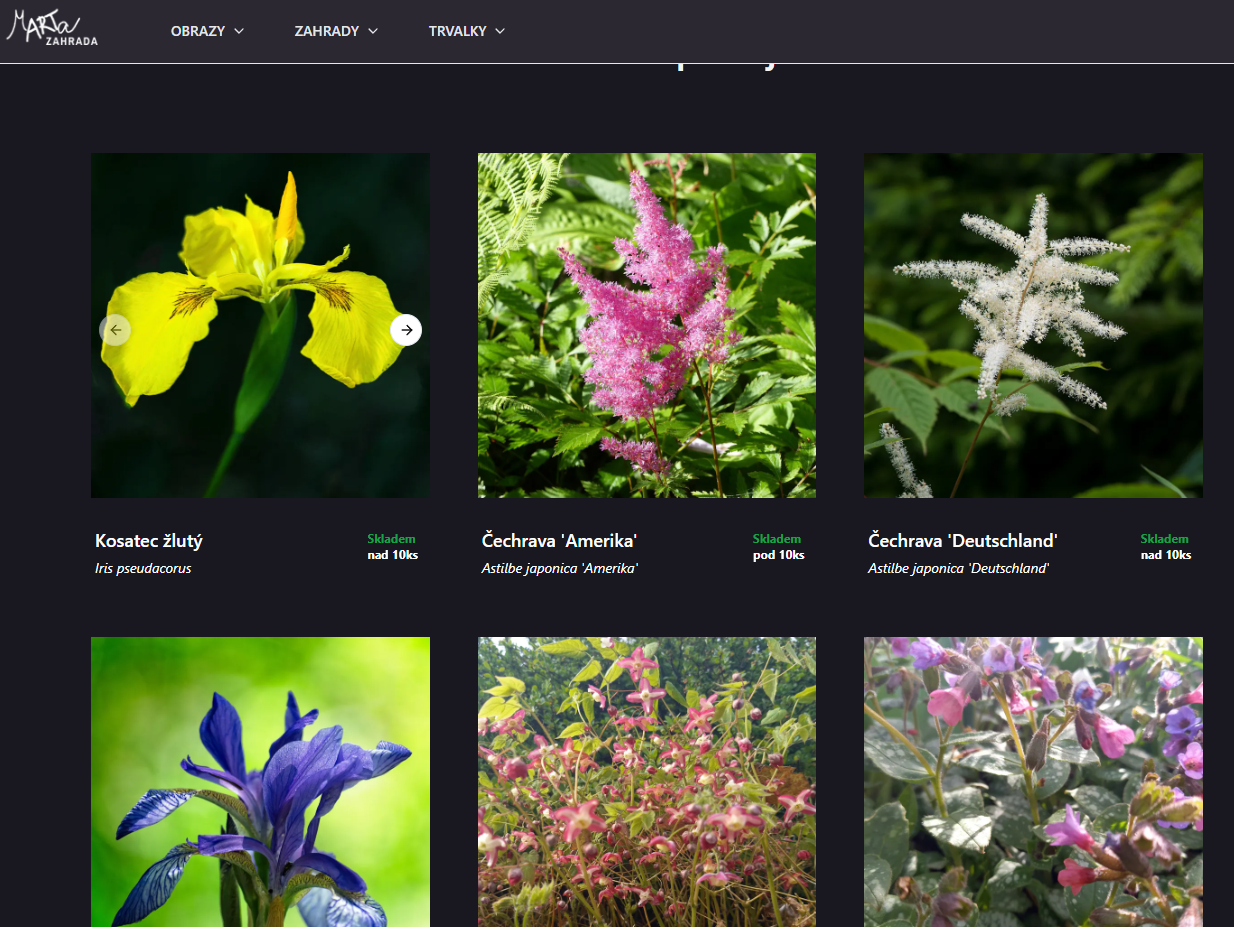 MARTA
ZAHRADA
OBRAZY
ZAHRADY
TRVALKY
Kosatec žlutý
Skladem
nad 10ks
Iris pseudacorus
Čechrava 'Amerika'
Skladem
pod 10ks
Astilbe japonica 'Amerika'
Čechrava 'Deutschland'
Skladem
nad 10ks
Astilbe japonica 'Deutschland'